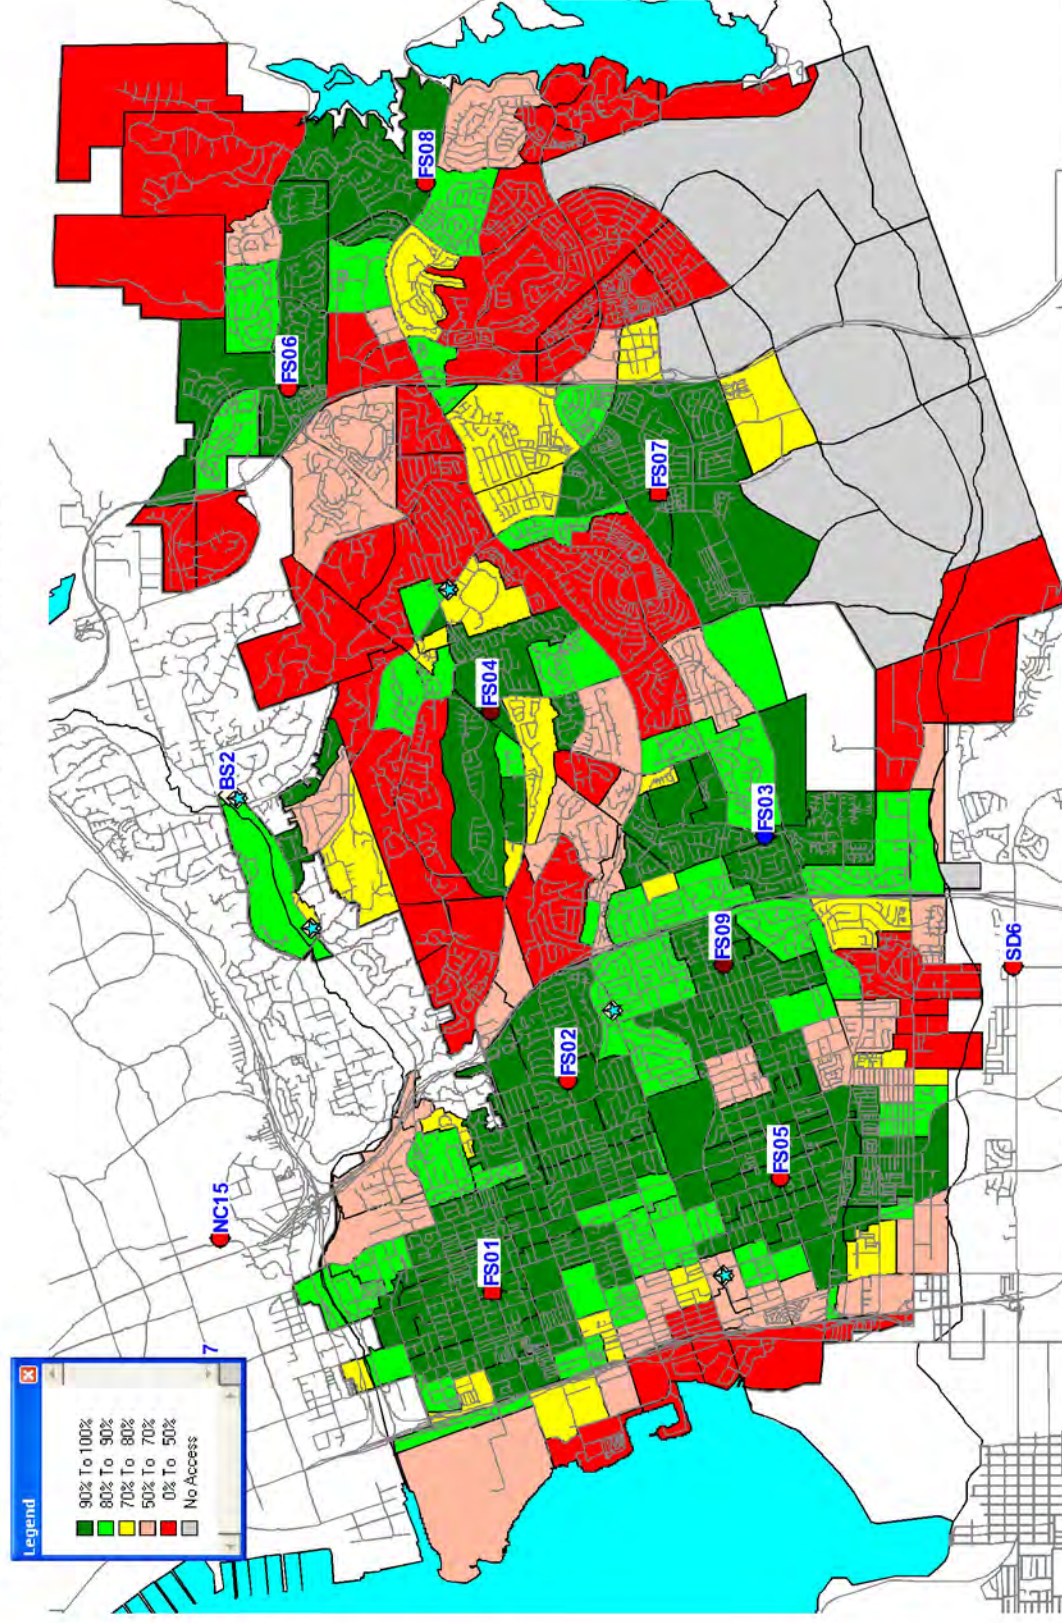 Legend
90% To 100%
80% To 90%
70% To 80%
50% To 70%
0% To 50%
No Access
7
NC15
BS2
FS06
FS08
FS01
FS02
FS04
FS07
FS05
FS09
FS03
SD6